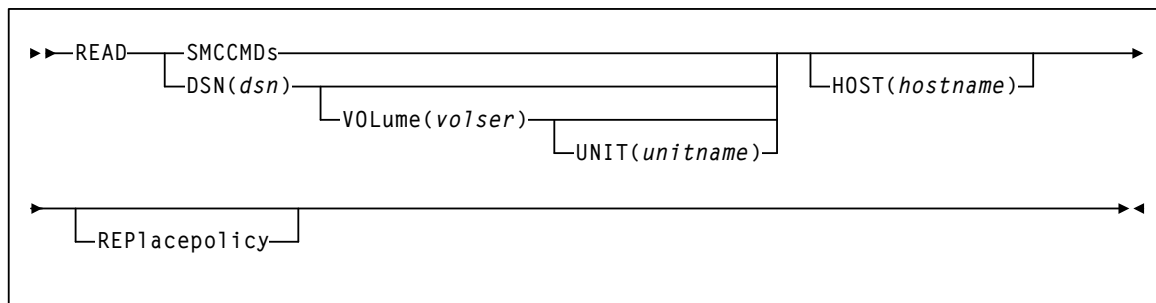 READ SMCCMDs
DSN(dsn) HOST(hostname)
VOLume(volser)
UNIT(unitname)
REPlacepolicy